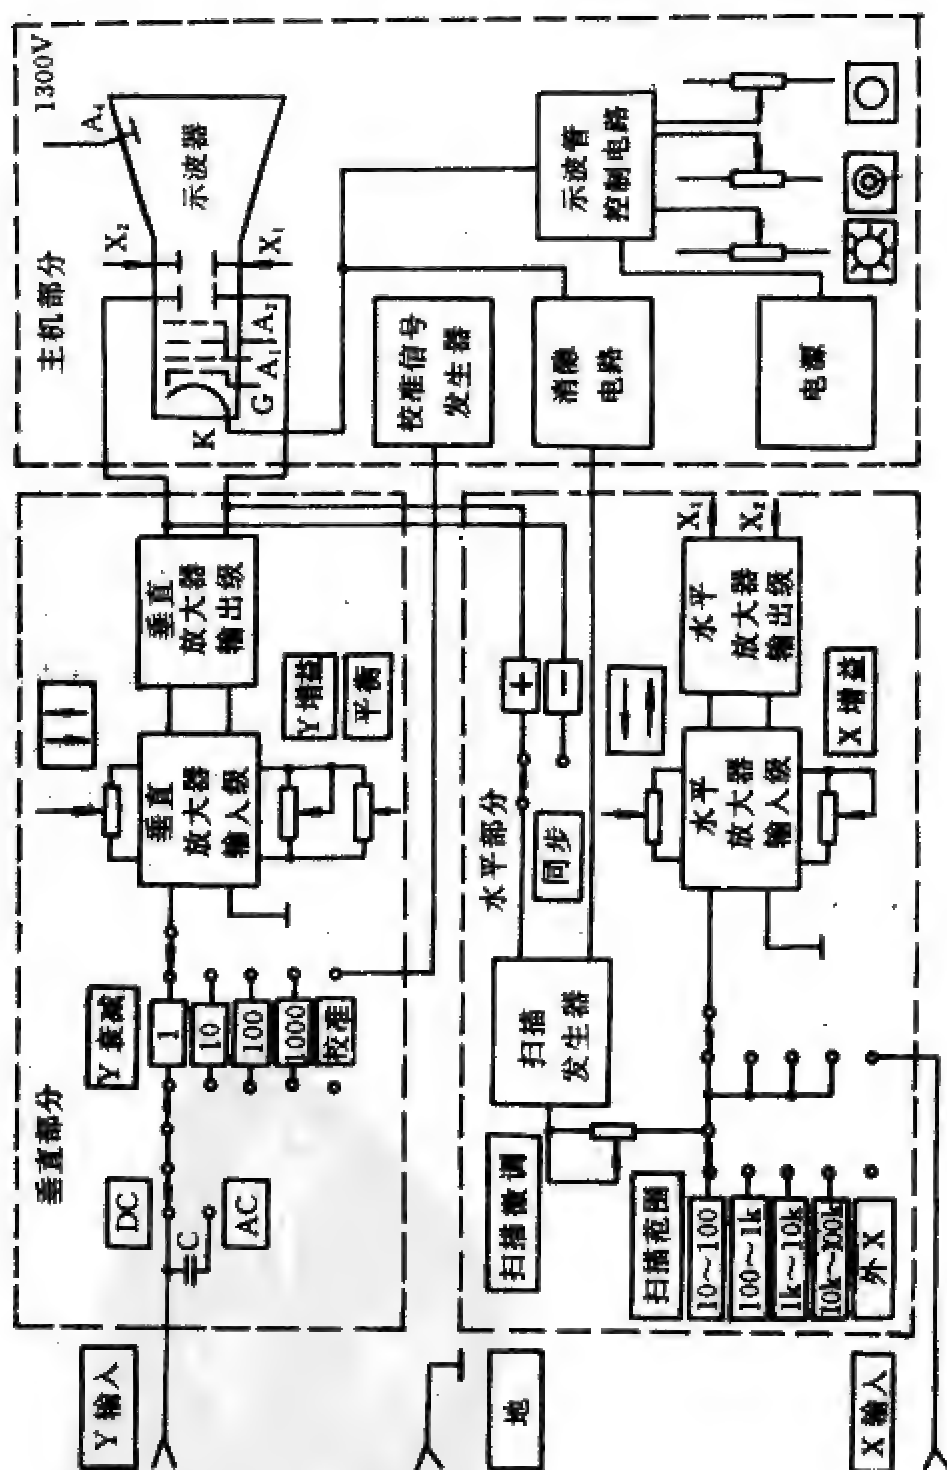 Y输入
地
X输入
垂直部分
DC
C
AC
Y衰减
1
10
100
1000
校准
垂直
放大器
输入级
Y增益
平衡
垂直
放大器
输出级
水平部分
扫描微调
扫描范围
10～100
100～1k
1k～10k
10k～100k
外X
扫描
发生器
同步
+
-
水平
放大器
输入级
X增益
水平
放大器
输出级
X₁
X₂
主机部分
1300V
A₄
示波器
X₂
X₁
K
G
A₁
A₂
校准信号
发生器
消隐
电路
示波管
控制电路
电源